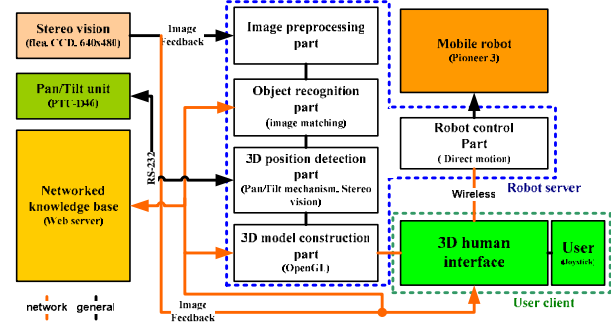 Stereo vision
(flea, CCD, 640x480)
Image
Feedback
Image preprocessing
part
Mobile robot
(Pioneer 3)
Pan/Tilt unit
(PTU-D46)
Object recognition
part
(image matching)
Robot control
Part
( Direct motion)
RS-232
3D position detection
part
(Pan/Tilt mechanism, Stereo
vision)
Robot server
Wireless
Networked
knowledge base
(Web server)
3D model construction
part
(OpenGL)
3D human
interface
User
(Joystick)
User client
network
general
Image
Feedback